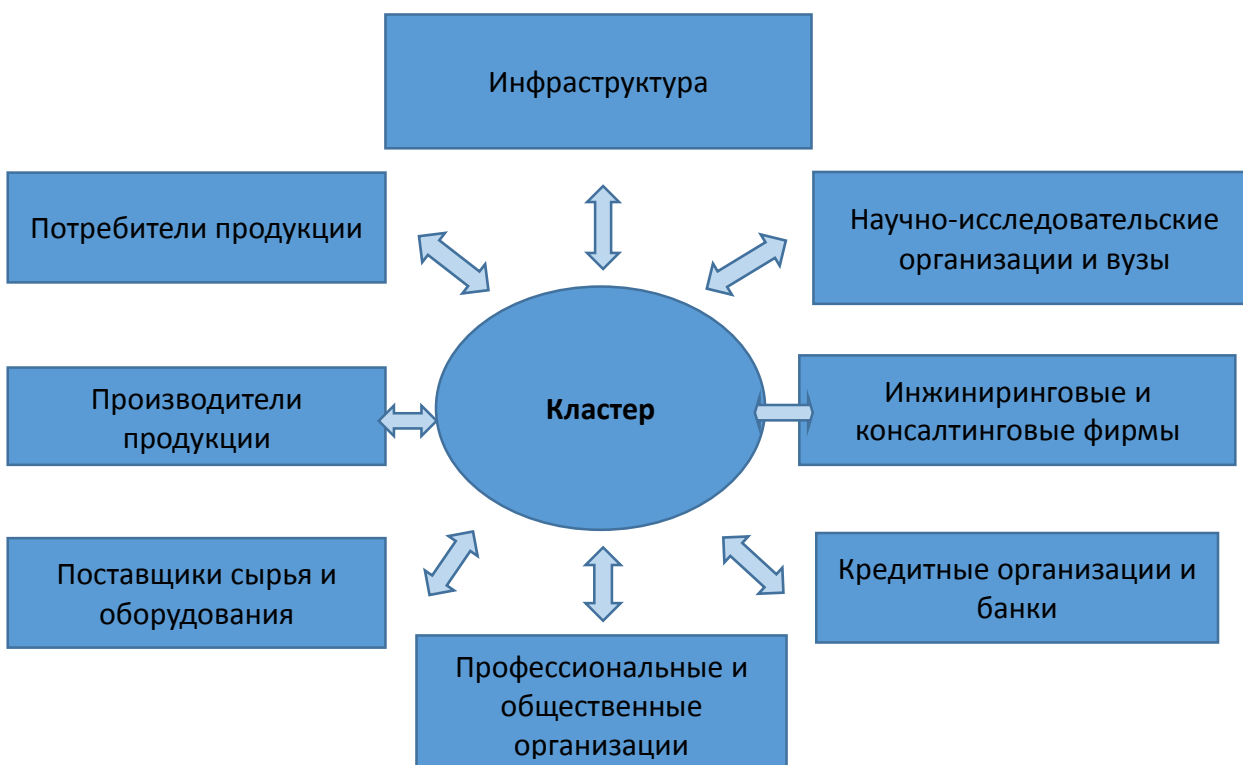 Инфраструктура
Потребители продукции
Научно-исследовательские
организации и вузы
Производители
продукции
Кластер
Инжиниринговые и
консалтинговые фирмы
Поставщики сырья и
оборудования
Кредитные организации и
банки
Профессиональные и
общественные
организации